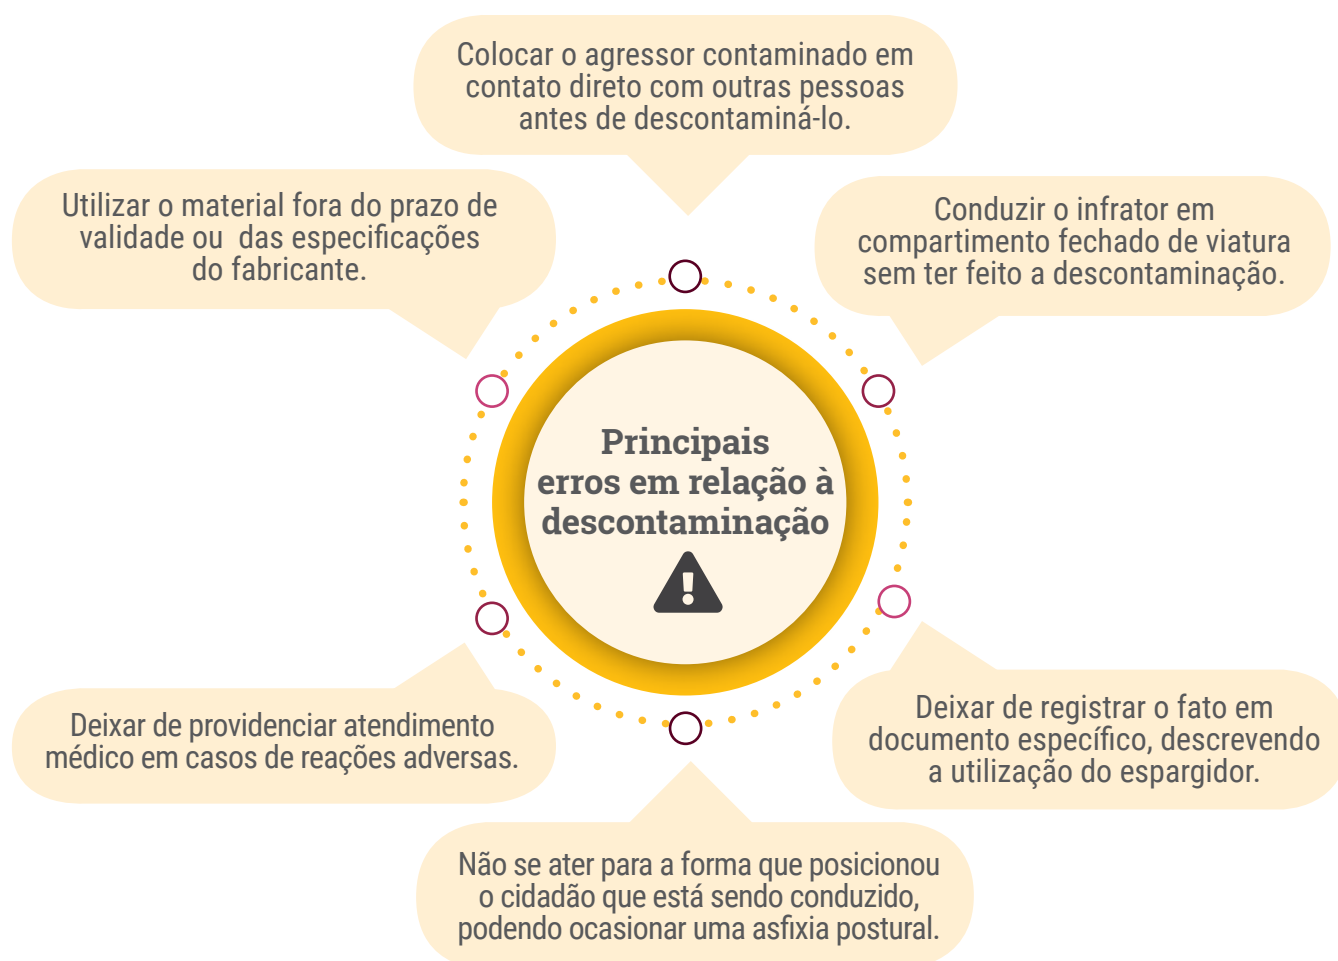 Colocar o agressor contaminado em
contato direto com outras pessoas
antes de descontaminá-lo.
Utilizar o material fora do prazo de
validade ou  das especificações
do fabricante.
Conduzir o infrator em
compartimento fechado de viatura
sem ter feito a descontaminação.
Principais
erros em relação à
descontaminação
Deixar de providenciar atendimento
médico em casos de reações adversas.
Deixar de registrar o fato em
documento específico, descrevendo
a utilização do espargidor.
Não se ater para a forma que posicionou
o cidadão que está sendo conduzido,
podendo ocasionar uma asfixia postural.